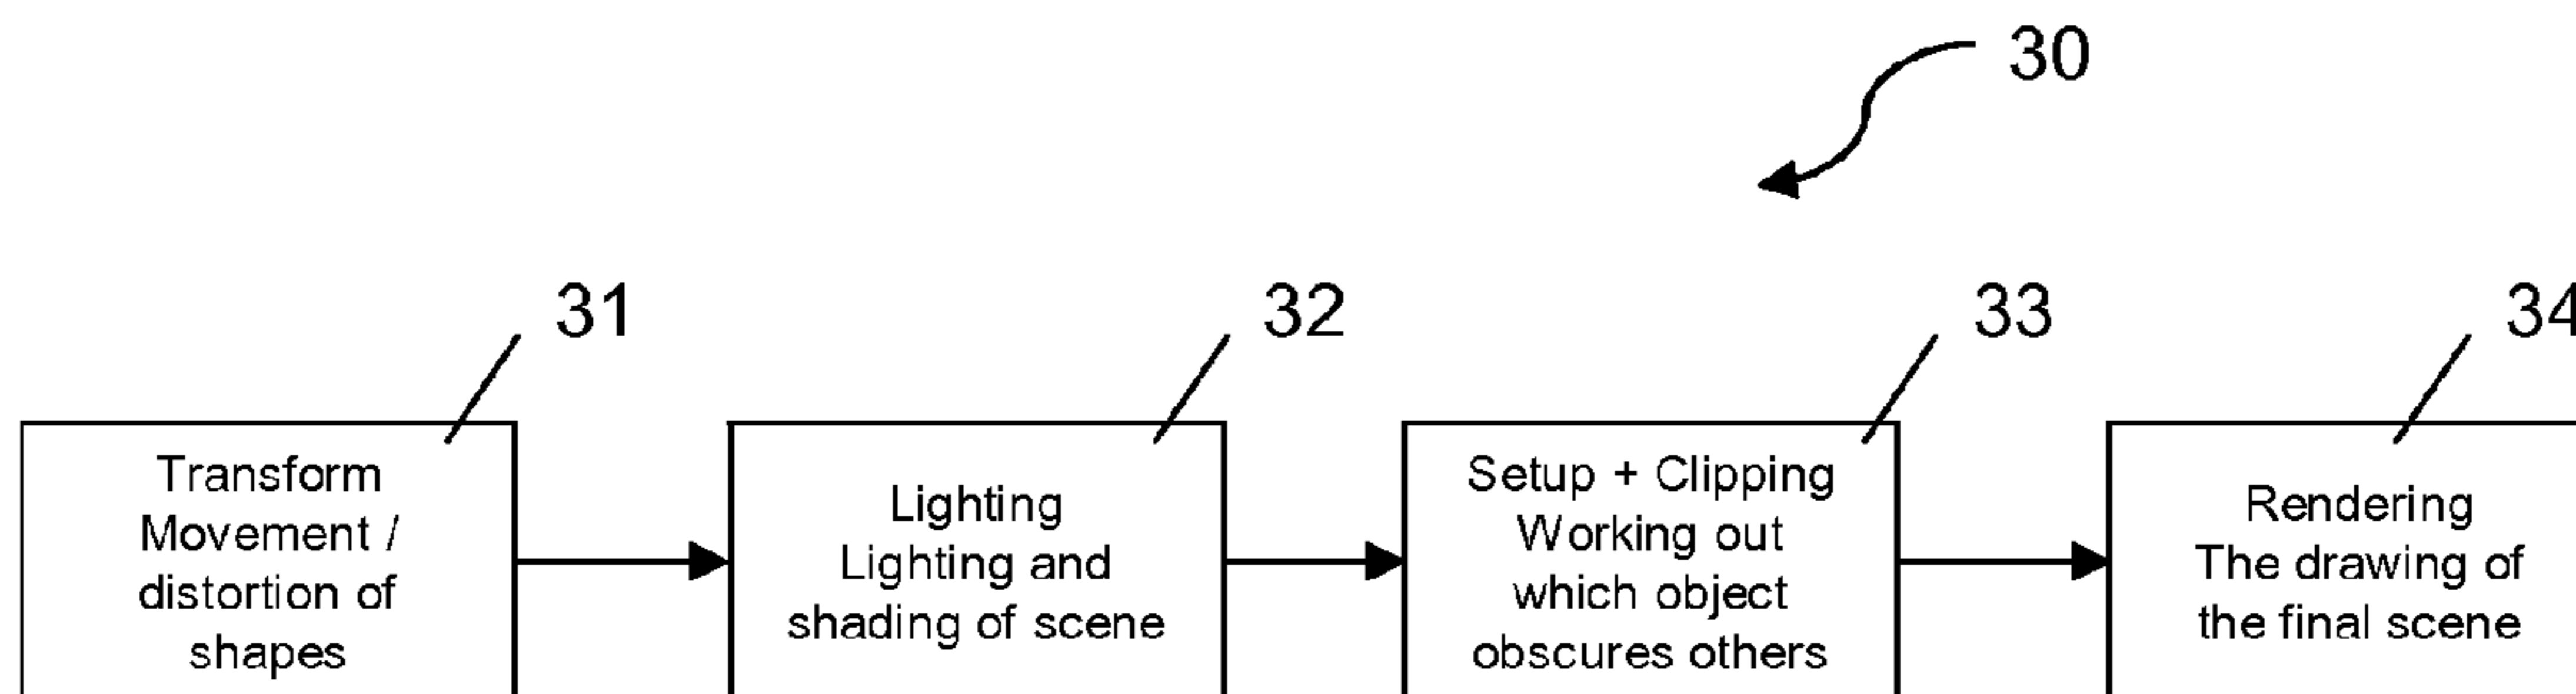 30
31
32
33
34
Transform
Movement /
distortion of
shapes
Lighting
Lighting and
shading of scene
Setup + Clipping
Working out
which object
obscures others
Rendering
The drawing of
the final scene